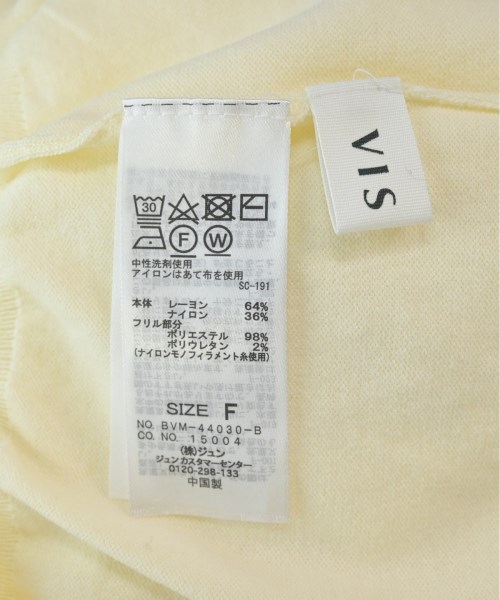 VIS
30
F
W
中性洗剤使用
アイロンはあて布を使用
SC-191
本体 レーヨン 64%
ナイロン 36%
フリル部分
ポリエステル 98%
ポリウレタン 2%
(ナイロンモノフィラメント糸使用)
SIZE F
NO. BVM-44030-B
CO. NO. 15004
(株)ジュン
ジュンカスタマーセンター
0120-298-133
中国製